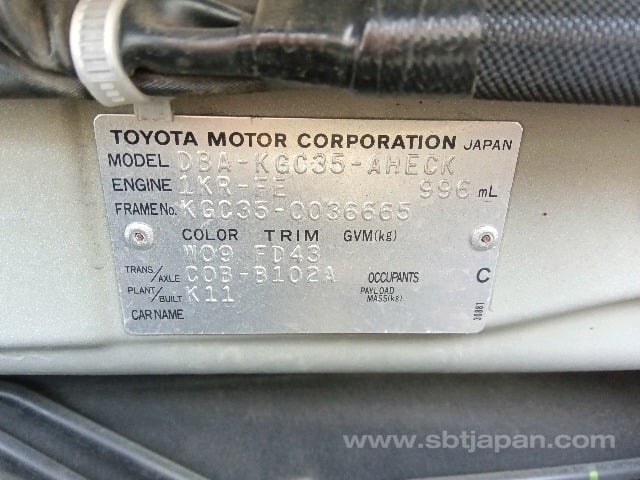 TOYOTA MOTOR CORPORATION JAPAN
MODEL DBA-KGC35-AHECK
ENGINE 1KR-FE 996 mL
FRAME No. KGC35-0036665
COLOR TRIM GVM(kg)
W09 FD43
TRANS/AXLE C0B-B102A OCCUPANTS C
PLANT/BUILT K11 PAYLOAD MASS(kg)
CAR NAME
30881
www.sbtjapan.com